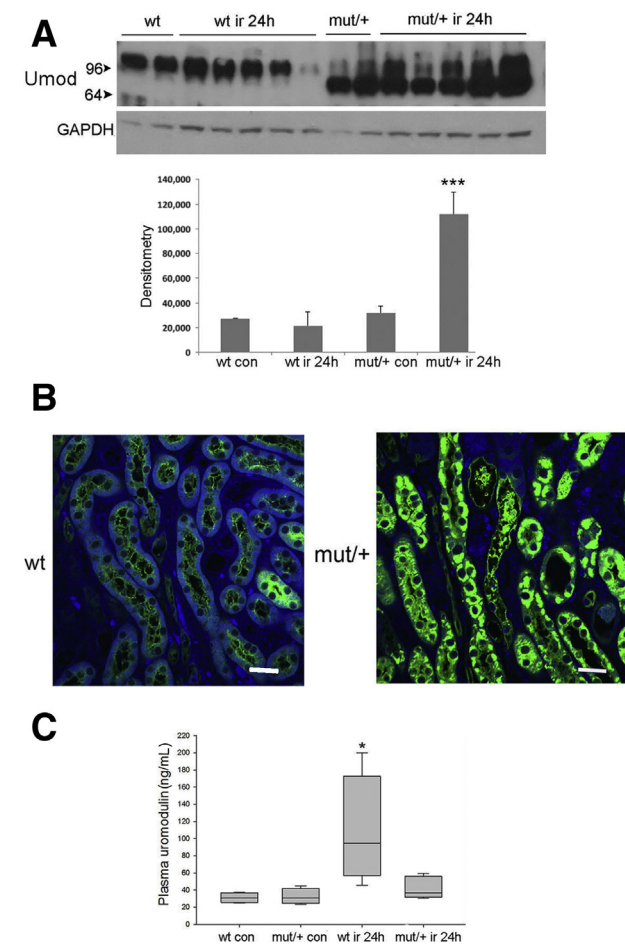 A
wt wt ir 24h mut/+ mut/+ ir 24h
Umod
96➤
64➤
GAPDH
Densitometry
140,000
120,000
100,000
80,000
60,000
40,000
20,000
0
***
wt con wt ir 24h mut/+ con mut/+ ir 24h
B
wt
mut/+
C
Plasma uromodulin (ng/mL)
220
200
180
160
140
120
100
80
60
40
20
0
*
wt con mut/+ con wt ir 24h mut/+ ir 24h